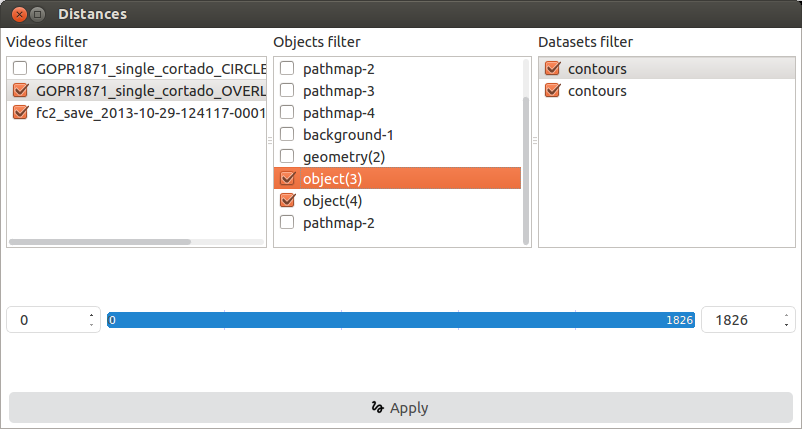 Distances
Videos filter
GOPR1871_single_cortado_CIRCLE
GOPR1871_single_cortado_OVERL
fc2_save_2013-10-29-124117-0001
Objects filter
pathmap-2
pathmap-3
pathmap-4
background-1
geometry(2)
object(3)
object(4)
pathmap-2
Datasets filter
contours
contours
0
0
1826
1826
Apply